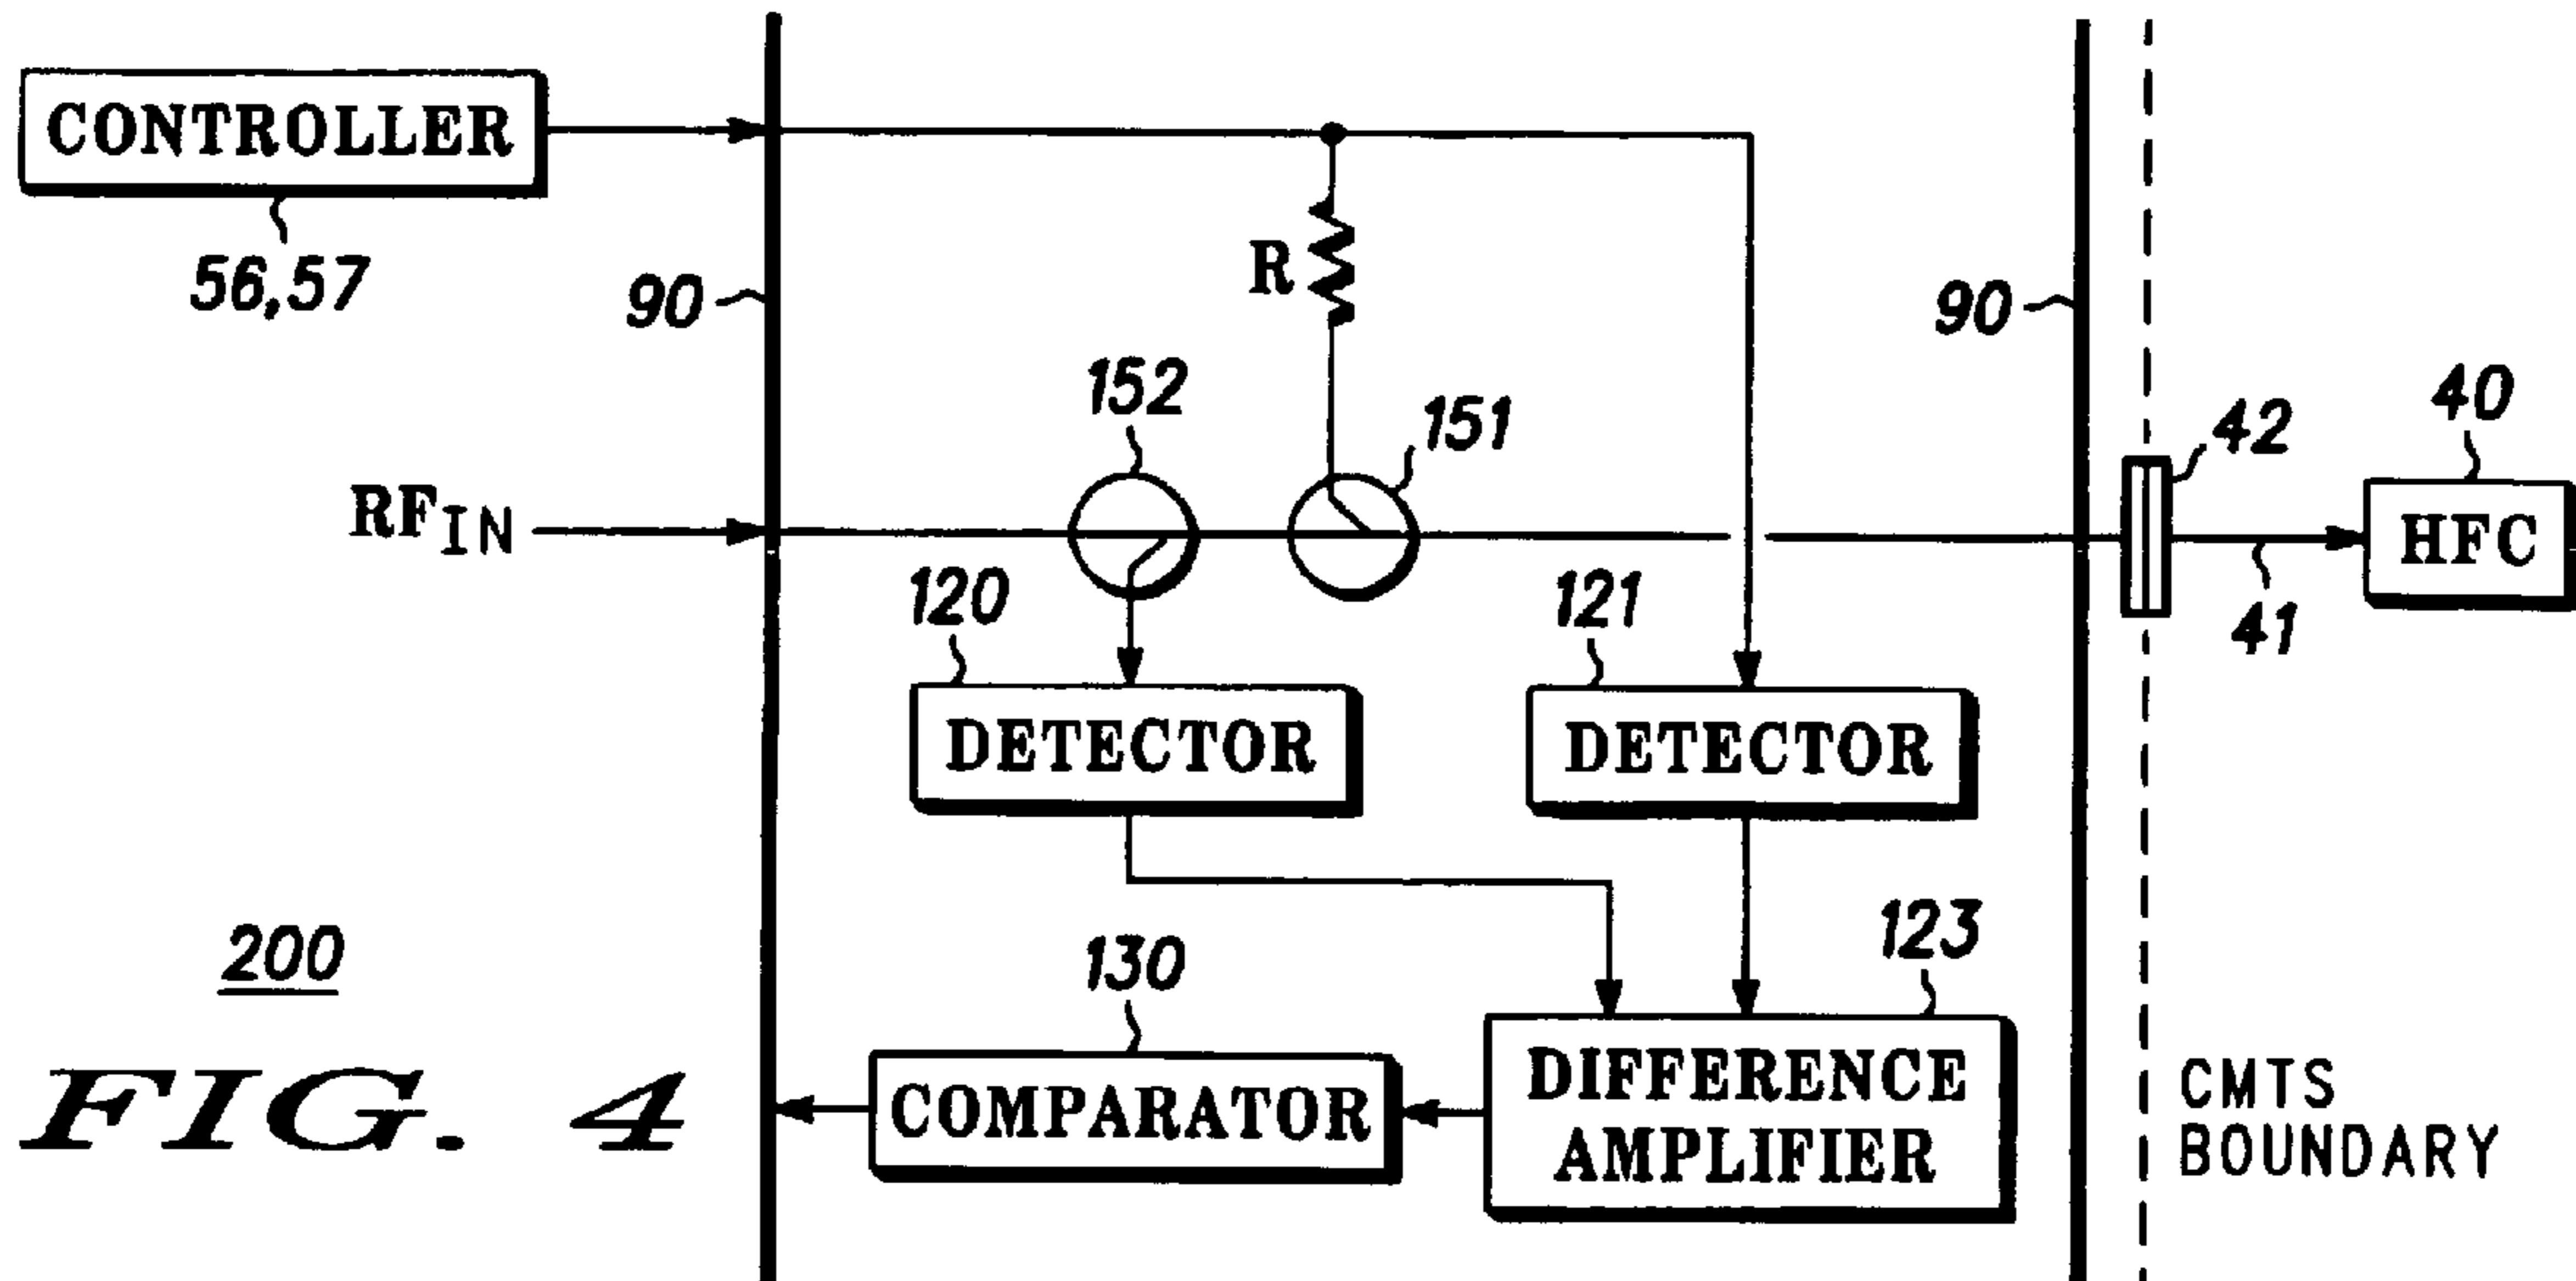 CONTROLLER
56,57
90
R
90
152
151
40
42
RFIN
HFC
41
120
121
DETECTOR
DETECTOR
123
130
DIFFERENCE
AMPLIFIER
COMPARATOR
CMTS
BOUNDARY
200
FIG. 4